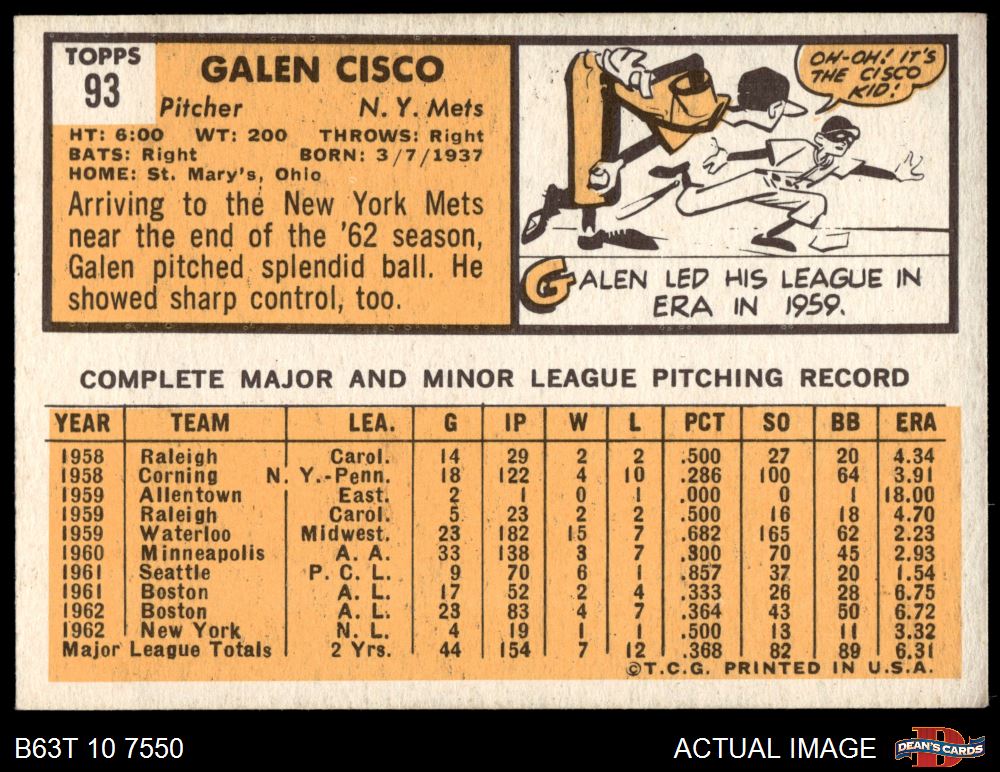 TOPPS
93
GALEN CISCO
Pitcher N. Y. Mets
HT: 6:00 WT: 200 THROWS: Right
BATS: Right BORN: 3/7/1937
HOME: St. Mary's, Ohio
Arriving to the New York Mets
near the end of the '62 season,
Galen pitched splendid ball. He
showed sharp control, too.
OH-OH! IT'S
THE CISCO
KID!
GALEN LED HIS LEAGUE IN
ERA IN 1959.
COMPLETE MAJOR AND MINOR LEAGUE PITCHING RECORD
YEAR TEAM LEA. G IP W L PCT SO BB ERA
1958 Raleigh Carol. 14 29 2 2 .500 27 20 4.34
1958 Corning N. Y.-Penn. 18 122 4 10 .286 100 64 3.91
1959 Allentown East. 2 1 0 1 .000 0 1 18.00
1959 Raleigh Carol. 5 23 2 2 .500 16 18 4.70
1959 Waterloo Midwest. 23 182 15 7 .682 165 62 2.23
1960 Minneapolis A. A. 33 138 3 7 .300 70 45 2.93
1961 Seattle P. C. L. 9 70 6 1 .857 37 20 1.54
1961 Boston A. L. 17 52 2 4 .333 26 28 6.75
1962 Boston A. L. 23 83 4 7 .364 43 50 6.72
1962 New York N. L. 4 19 1 1 .500 13 11 3.32
Major League Totals 2 Yrs. 44 154 7 12 .368 82 89 6.31
©T.C.G. PRINTED IN U.S.A.
B63T 10 7550 ACTUAL IMAGE DEAN'S CARDS